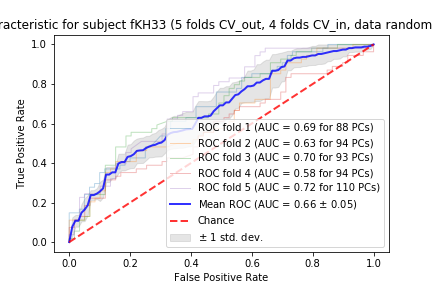 racteristic for subject fKH33 (5 folds CV_out, 4 folds CV_in, data random
1.0
0.8
0.6
0.4
0.2
0.0
True Positive Rate
ROC fold 1 (AUC = 0.69 for 88 PCs)
ROC fold 2 (AUC = 0.63 for 94 PCs)
ROC fold 3 (AUC = 0.70 for 93 PCs)
ROC fold 4 (AUC = 0.58 for 94 PCs)
ROC fold 5 (AUC = 0.72 for 110 PCs)
Mean ROC (AUC = 0.66 ± 0.05)
Chance
± 1 std. dev.
0.0 0.2 0.4 0.6 0.8 1.0
False Positive Rate